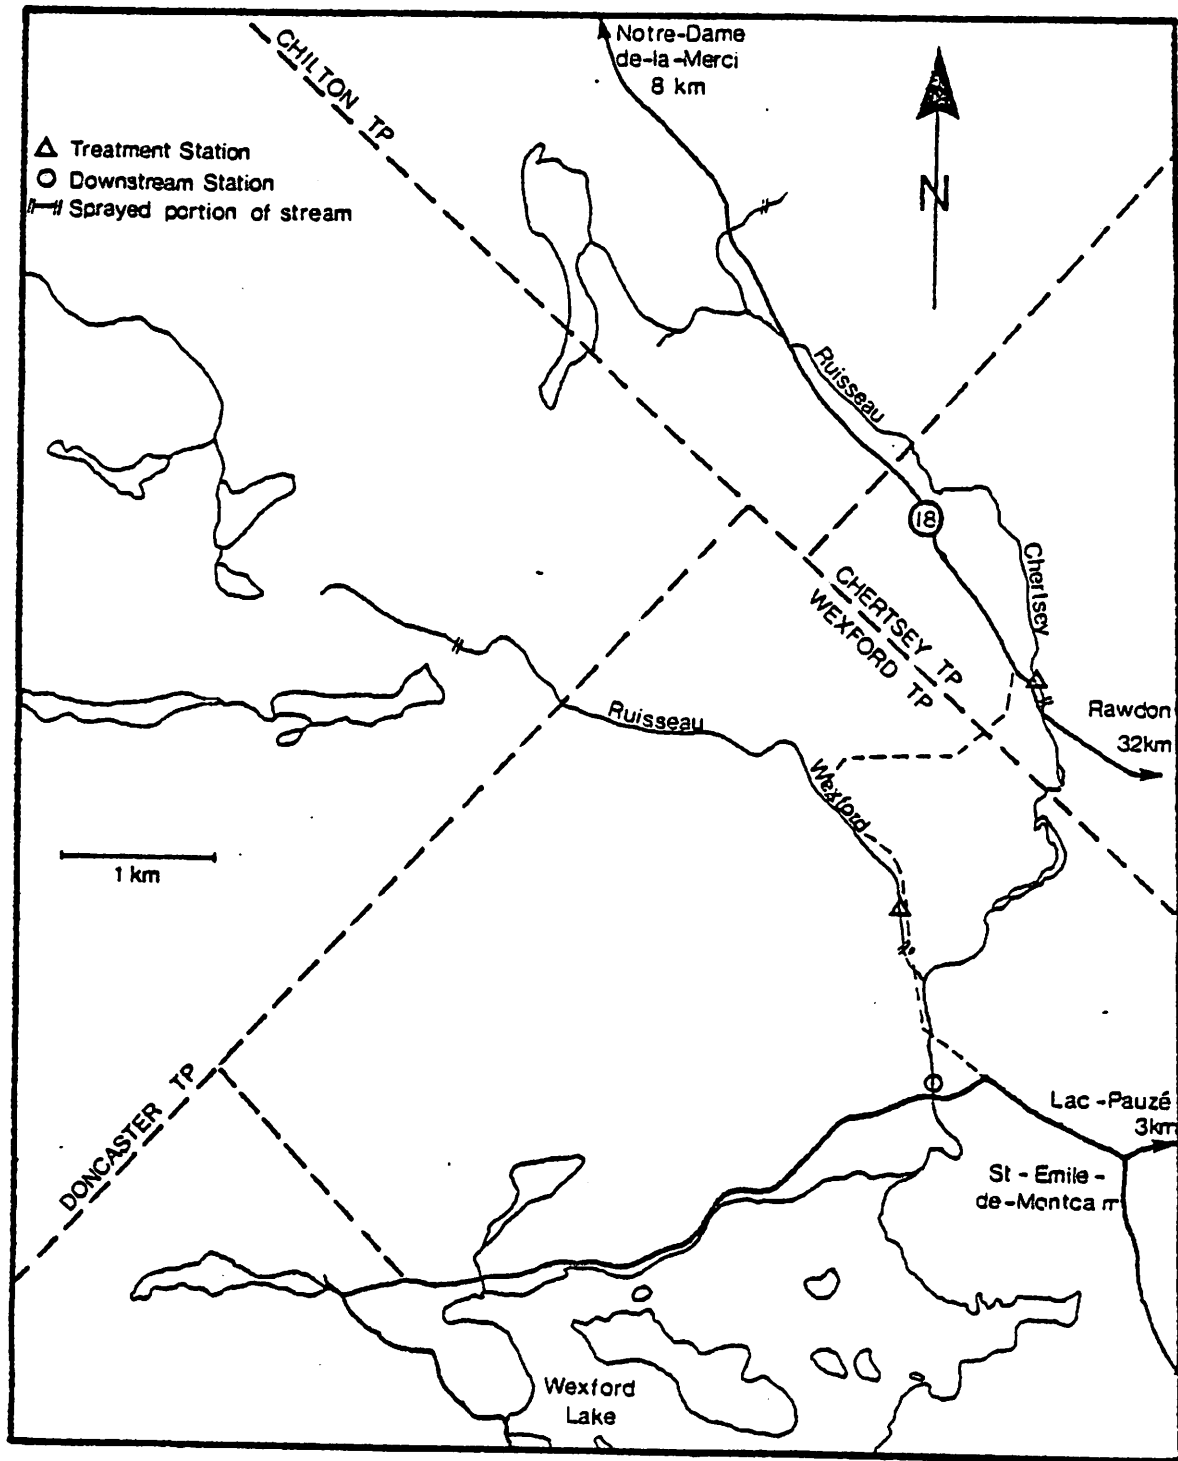 Notre-Dame
de-la-Merci
8 km
CHILTON TP
Treatment Station
Downstream Station
Sprayed portion of stream
N
Ruisseau
18
Chertsey
CHERTSEY TP
WEXFORD TP
Rawdon
32km
Ruisseau
Wexford
1 km
DONCASTER TP
Lac-Pauzé
3km
St-Emile-
de-Montca
Wexford
Lake